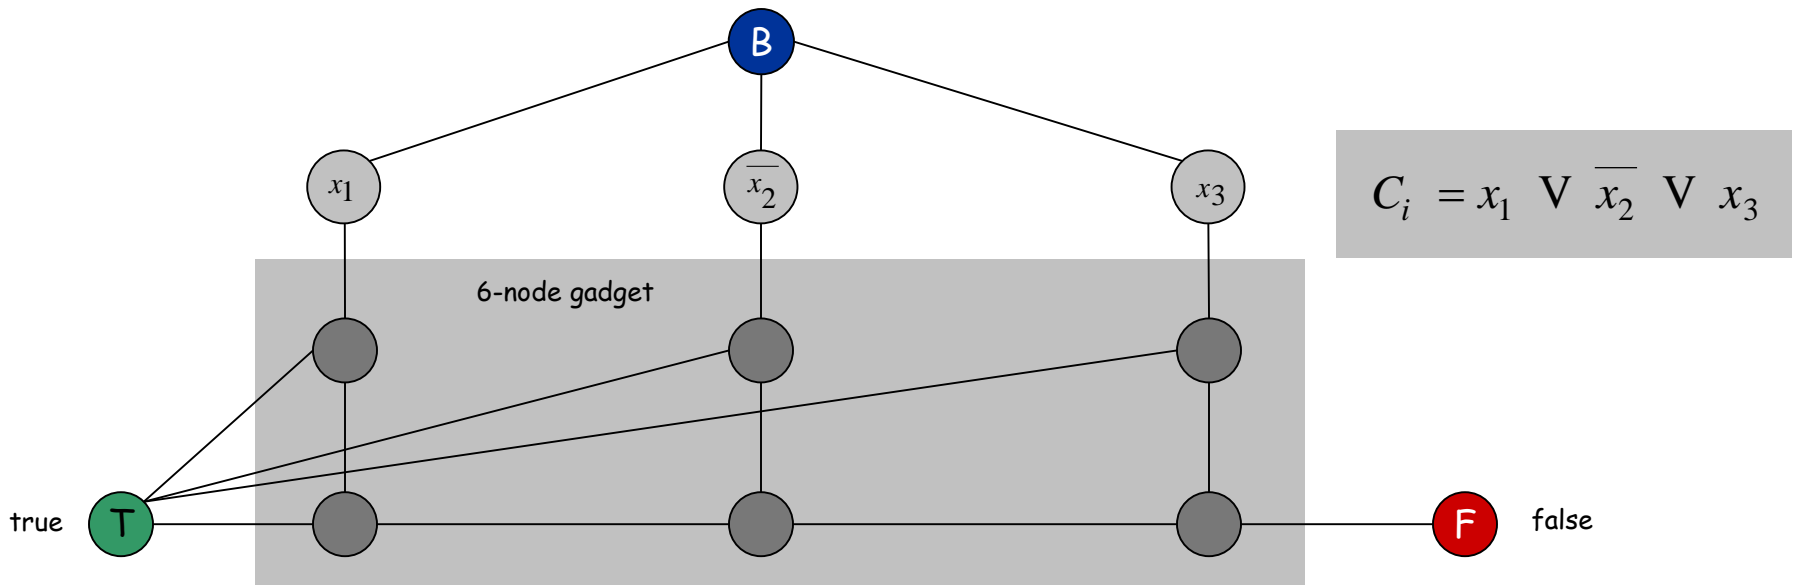 B
x₁
x̄₂
x₃
Cᵢ = x₁ V x̄₂ V x₃
6-node gadget
true
T
F
false